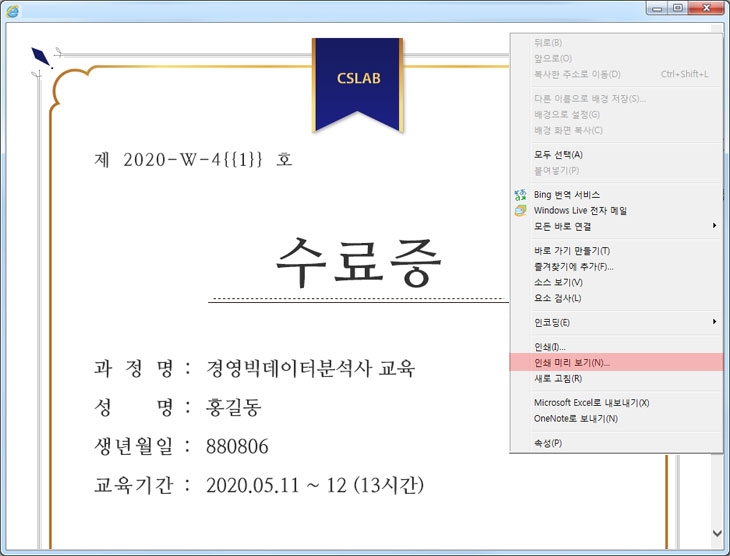 CSLAB
제 2020-W-4{{1}} 호
수료증
과 정 명 : 경영빅데이터분석사 교육
성 명 : 홍길동
생년월일 : 880806
교육기간 : 2020.05.11 ~ 12 (13시간)
뒤로(B)
앞으로(O)
복사한 주소로 이동(D) Ctrl+Shift+L
다른 이름으로 배경 저장(S)...
배경으로 설정(G)
배경 화면 복사(C)
모두 선택(A)
붙여넣기(P)
Bing 번역 서비스
Windows Live 전자 메일
모든 바로 연결
바로 가기 만들기(T)
즐겨찾기에 추가(F)...
소스 보기(V)
요소 검사(L)
인코딩(E)
인쇄(I)...
인쇄 미리 보기(N)...
새로 고침(R)
Microsoft Excel로 내보내기(X)
OneNote로 보내기(N)
속성(P)